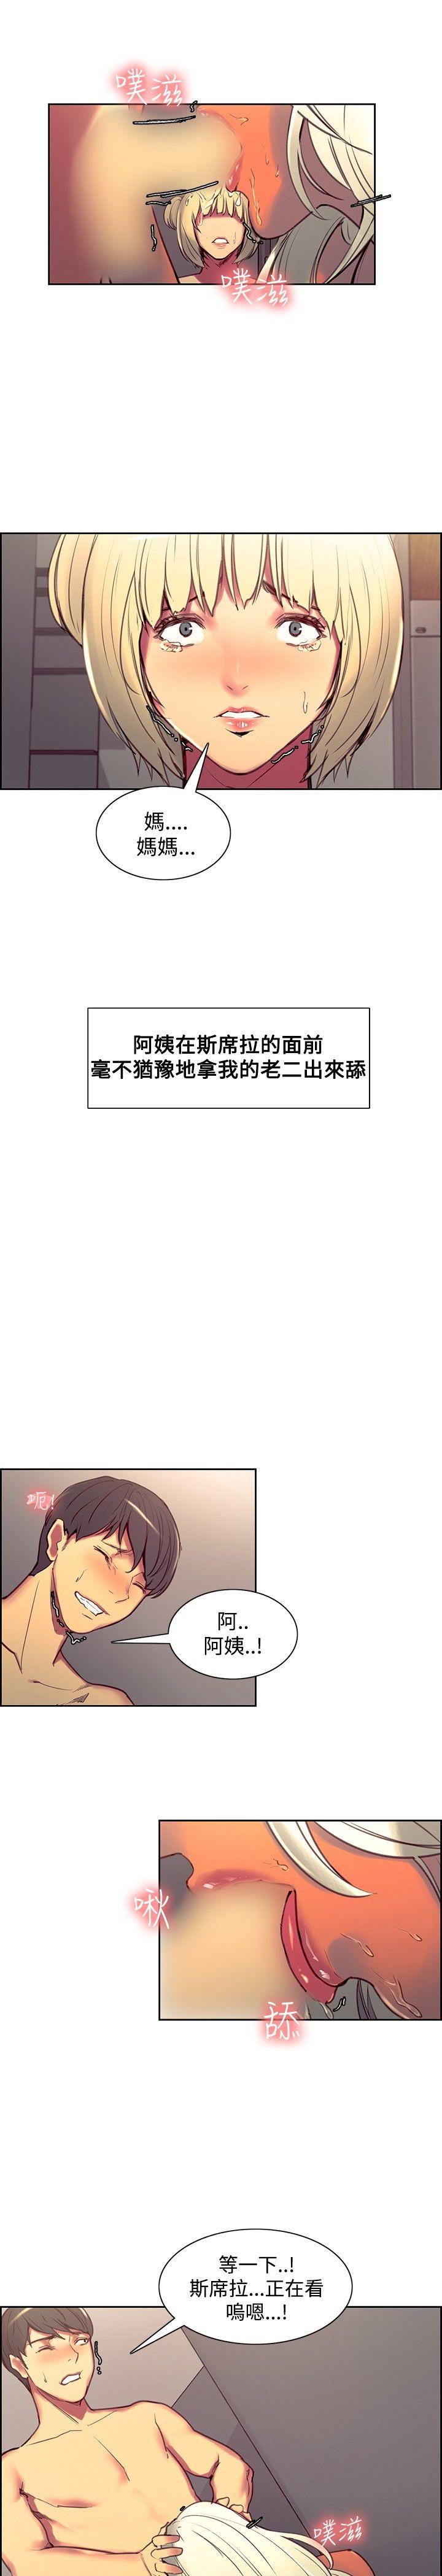 噗滋
噗滋
媽....
媽媽...
阿姨在斯席拉的面前
毫不猶豫地拿我的老二出來舔
呃!
阿..
阿姨..!
啾
舔
等一下..!
斯席拉...正在看
嗚嗯...!
噗滋